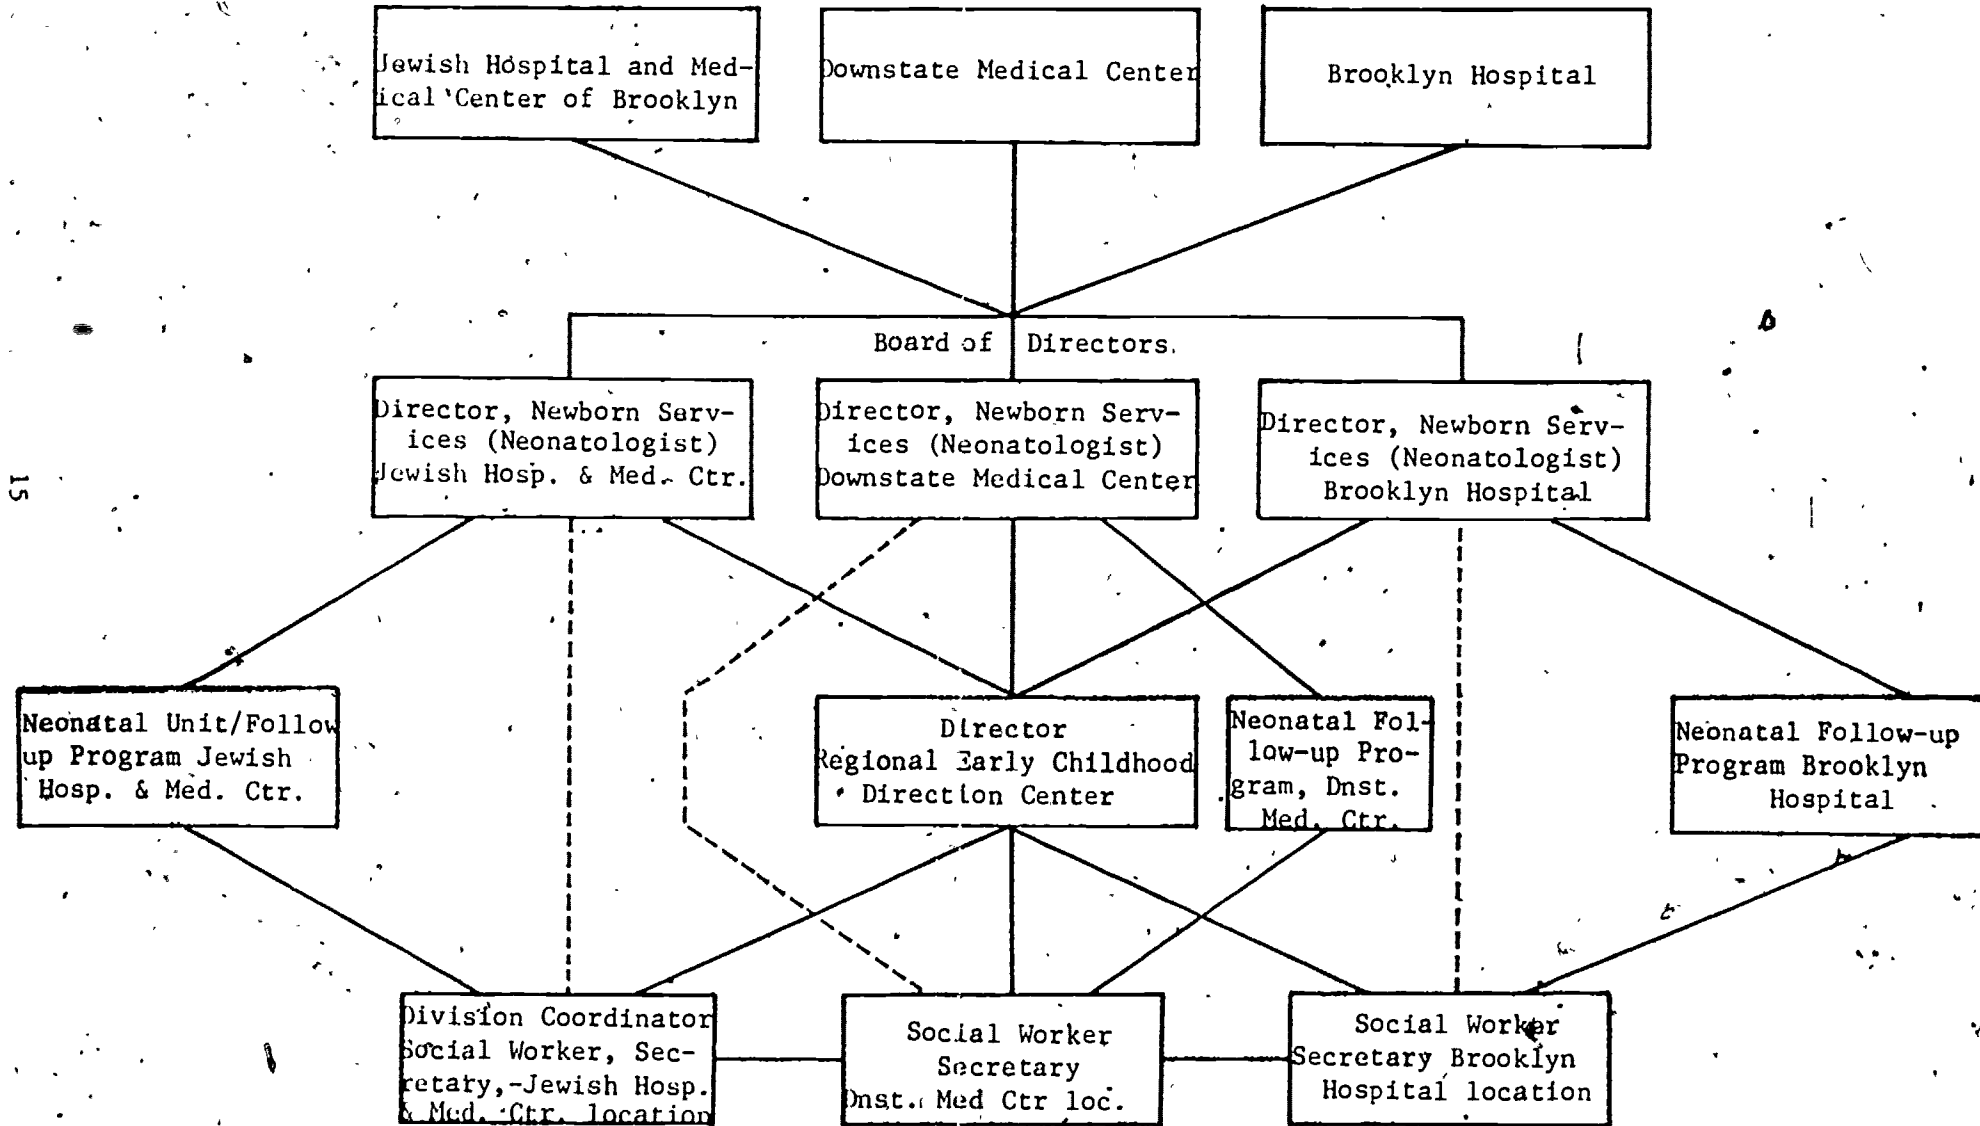 Jewish Hospital and Med-
ical Center of Brooklyn
Downstate Medical Center
Brooklyn Hospital
Board of Directors
Director, Newborn Serv-
ices (Neonatologist)
Jewish Hosp. & Med. Ctr.
Director, Newborn Serv-
ices (Neonatologist)
Downstate Medical Center
Director, Newborn Serv-
ices (Neonatologist)
Brooklyn Hospital
15
Neonatal Unit/Follow
up Program Jewish
Hosp. & Med. Ctr.
Director
Regional Early Childhood
Direction Center
Neonatal Fol-
low-up Pro-
gram, Dnst.
Med. Ctr.
Neonatal Follow-up
Program Brooklyn
Hospital
Division Coordinator
Social Worker, Sec-
retary,-Jewish Hosp.
& Med. Ctr. location
Social Worker
Secretary
Dnst. Med Ctr loc.
Social Worker
Secretary Brooklyn
Hospital location